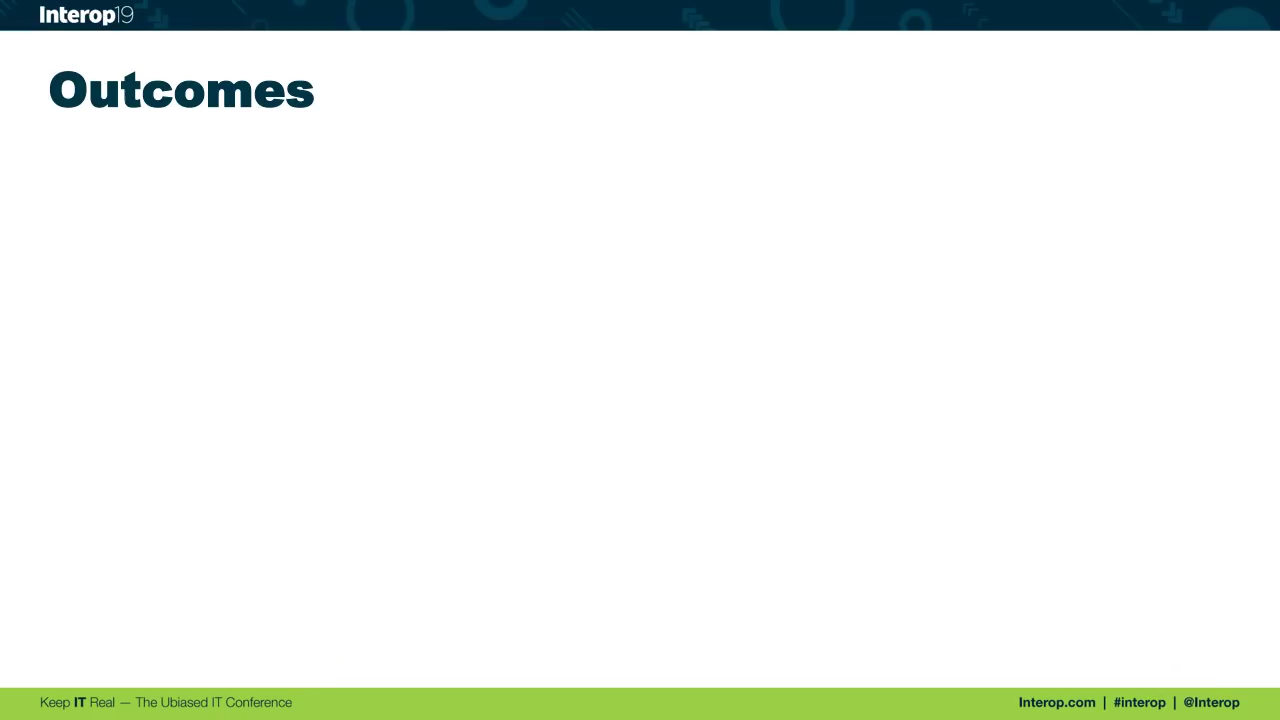 Interop19
Outcomes
Keep IT Real — The Ubiased IT Conference
Interop.com | #interop | @Interop